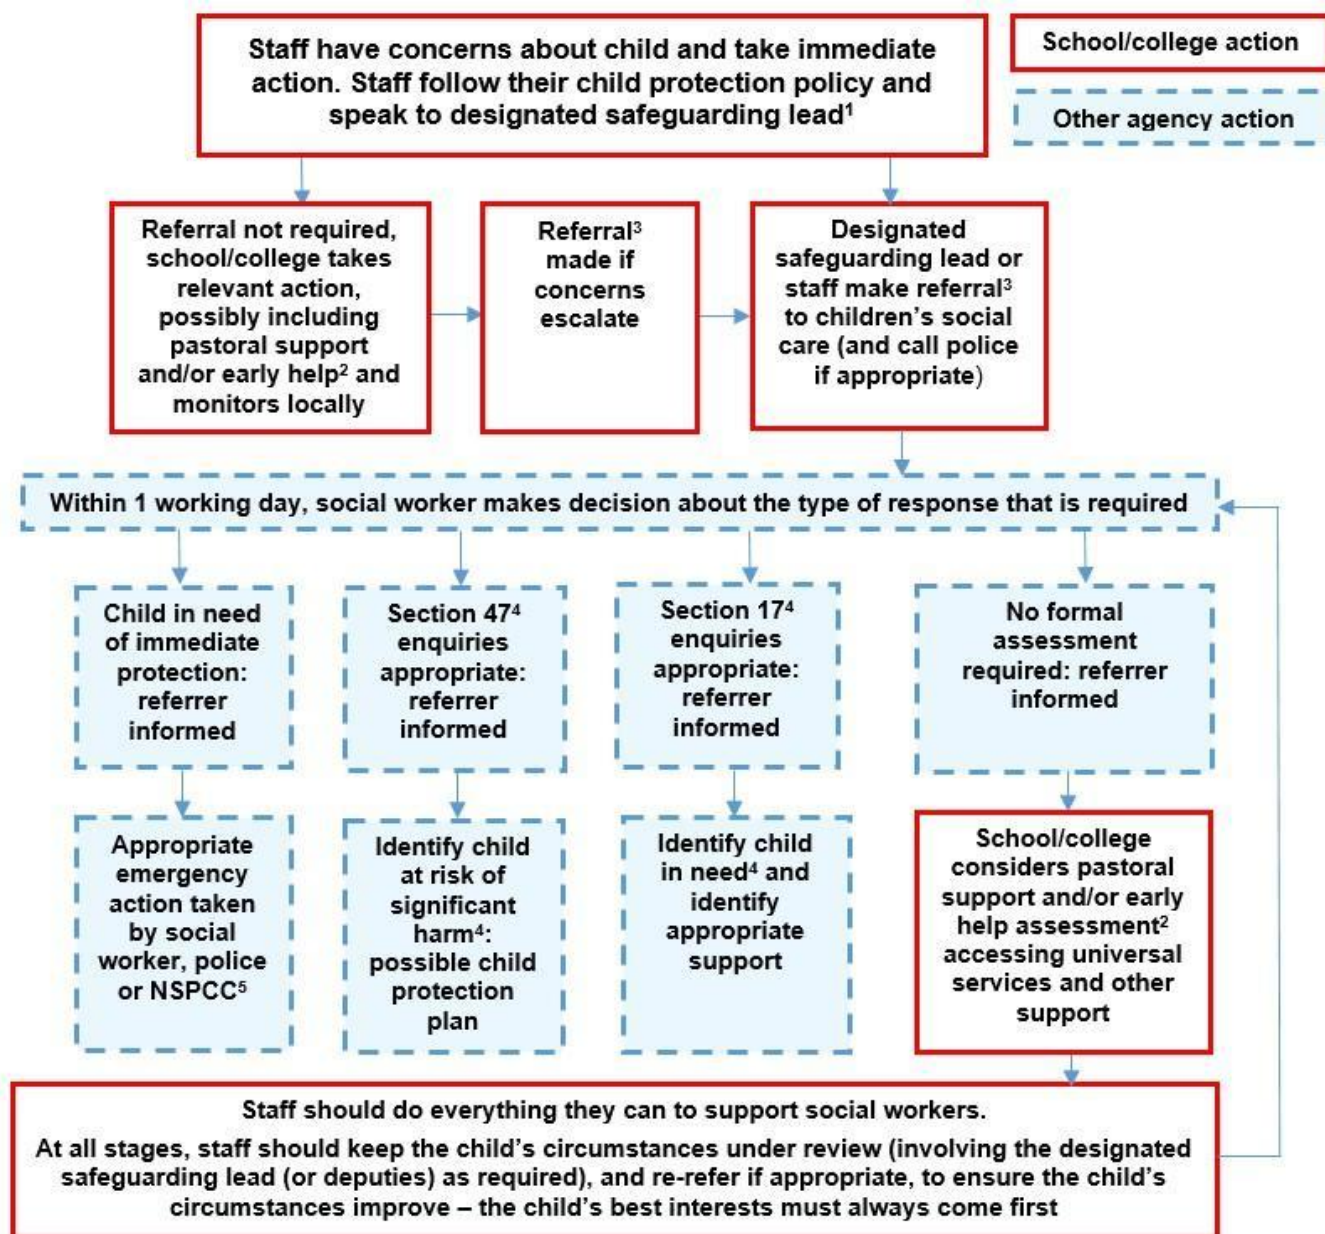 Staff have concerns about child and take immediate
action. Staff follow their child protection policy and
speak to designated safeguarding lead¹
School/college action
Other agency action
Referral not required,
school/college takes
relevant action,
possibly including
pastoral support
and/or early help² and
monitors locally
Referral³
made if
concerns
escalate
Designated
safeguarding lead or
staff make referral³
to children’s social
care (and call police
if appropriate)
Within 1 working day, social worker makes decision about the type of response that is required
Child in need
of immediate
protection:
referrer
informed
Section 47⁴
enquiries
appropriate:
referrer
informed
Section 17⁴
enquiries
appropriate:
referrer
informed
No formal
assessment
required: referrer
informed
Appropriate
emergency
action taken
by social
worker, police
or NSPCC⁵
Identify child
at risk of
significant
harm⁴:
possible child
protection
plan
Identify child
in need⁴ and
identify
appropriate
support
School/college
considers pastoral
support and/or early
help assessment²
accessing universal
services and other
support
Staff should do everything they can to support social workers.
At all stages, staff should keep the child’s circumstances under review (involving the designated
safeguarding lead (or deputies) as required), and re-refer if appropriate, to ensure the child’s
circumstances improve – the child’s best interests must always come first